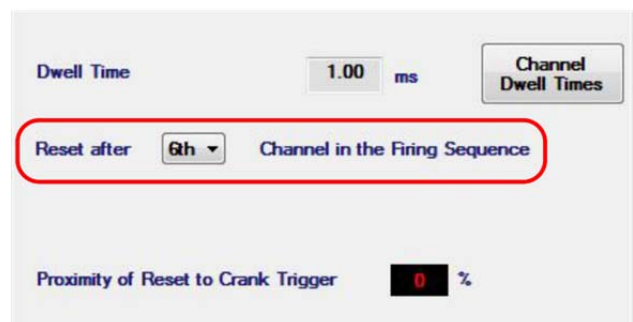 Dwell Time 1.00 ms Channel
Dwell Times
Reset after 6th Channel in the Firing Sequence
Proximity of Reset to Crank Trigger 0 %